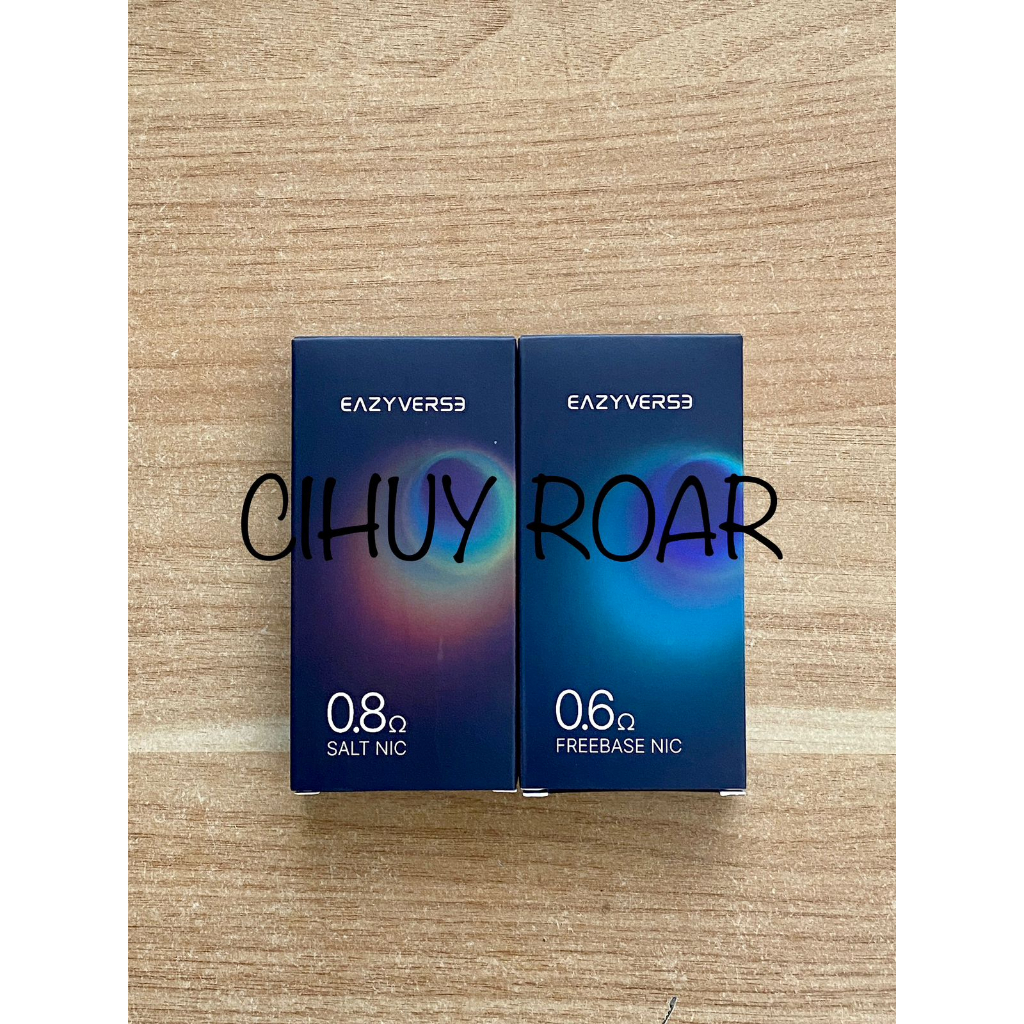 EAZYVERS3
EAZYVERS3
CIHUY ROAR
0.8Ω
SALT NIC
0.6Ω
FREEBASE NIC